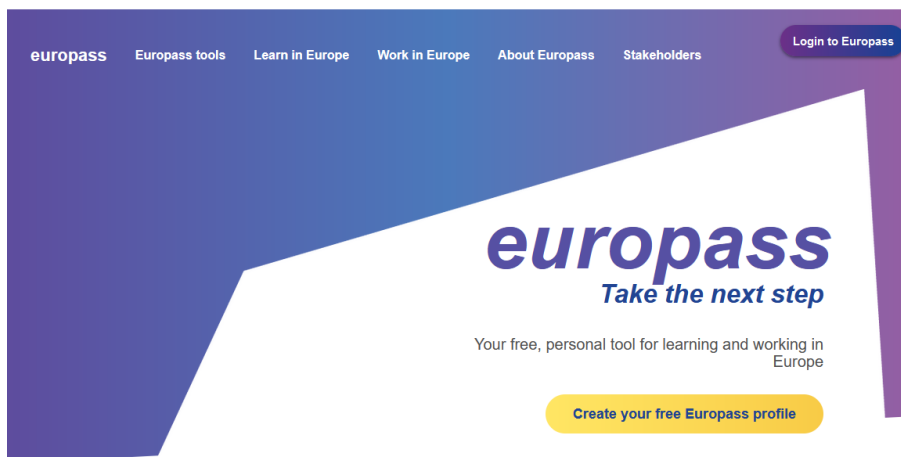 europass Europass tools Learn in Europe Work in Europe About Europass Stakeholders Login to Europass
europass
Take the next step
Your free, personal tool for learning and working in
Europe
Create your free Europass profile